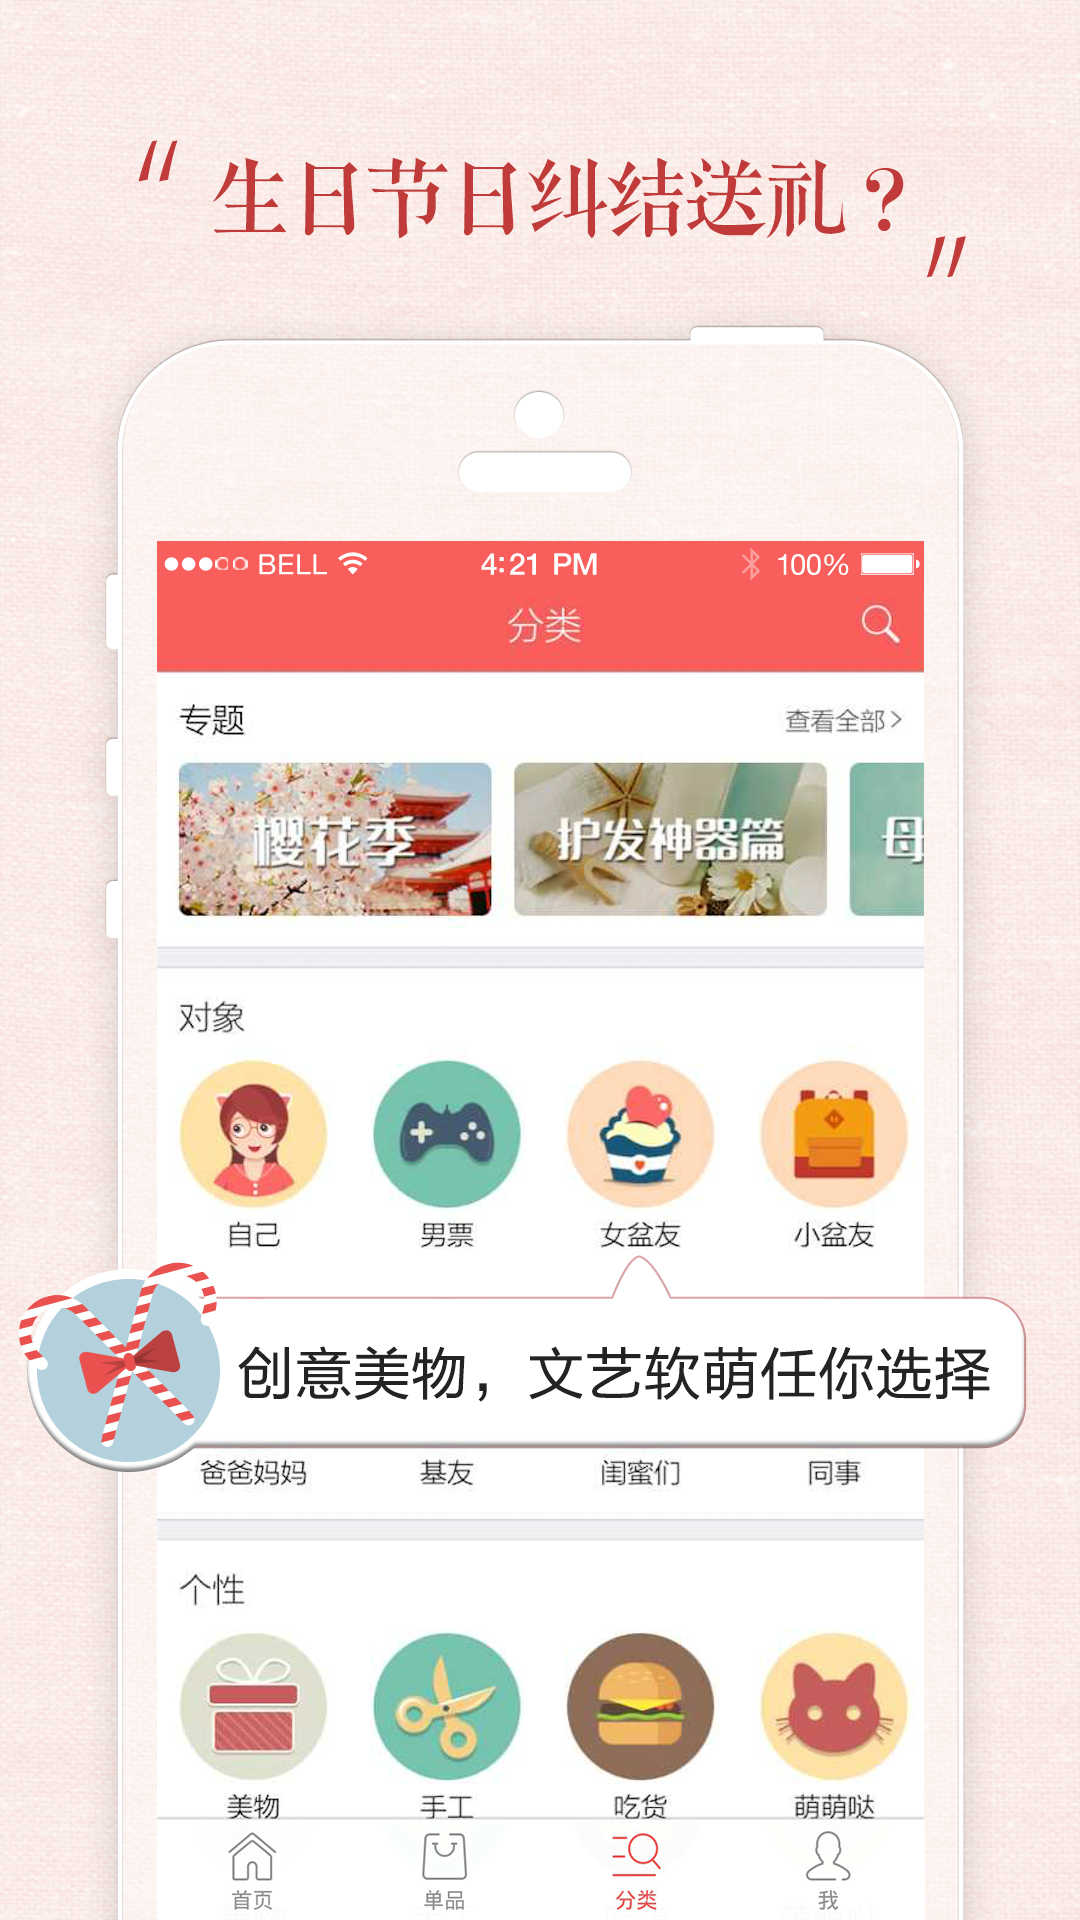 "生日节日纠结送礼?"
BELL 4:21 PM 100%
分类
专题 查看全部>
樱花季 护发神器篇 母
对象
自己 男票 女盆友 小盆友
创意美物，文艺软萌任你选择
爸爸妈妈 基友 闺蜜们 同事
个性
美物 手工 吃货 萌萌哒
首页 单品 分类 我